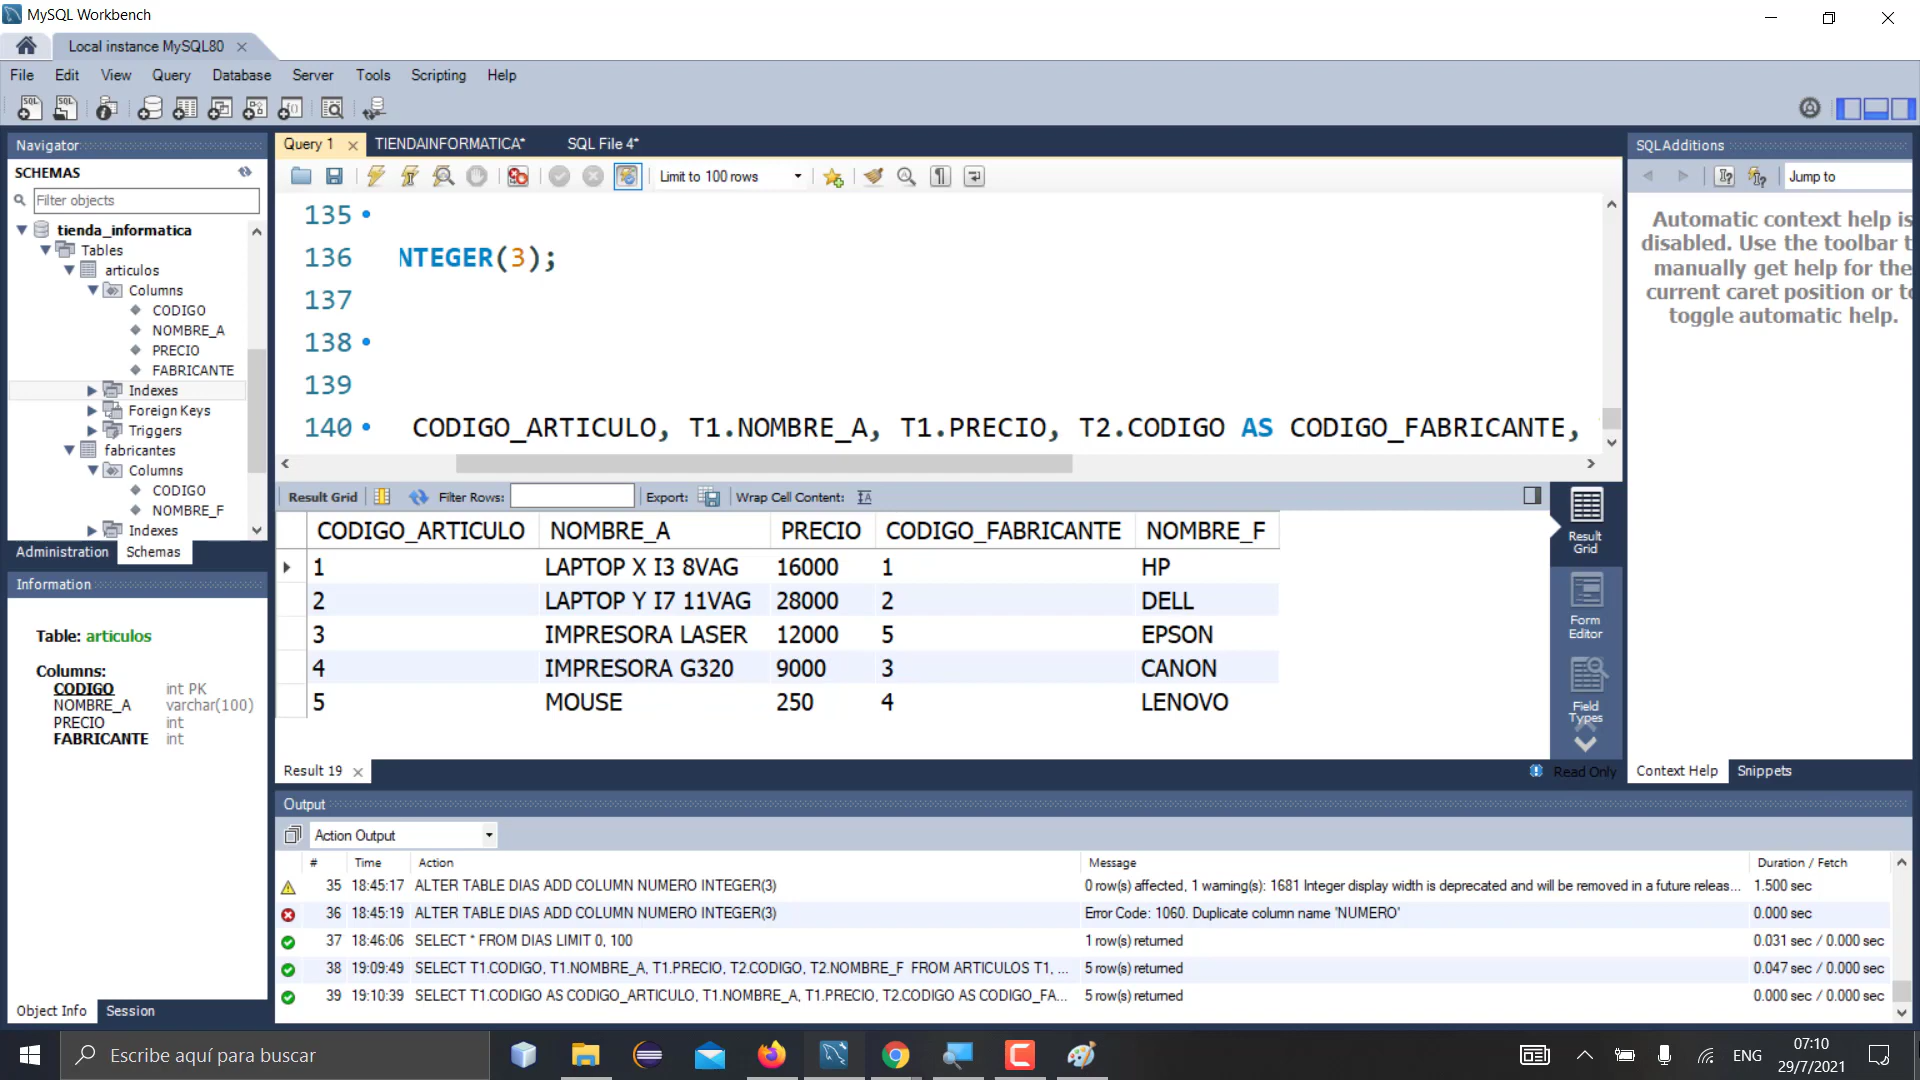 MySQL Workbench
Local instance MySQL80
File Edit View Query Database Server Tools Scripting Help
Navigator
SCHEMAS
Filter objects
tienda_informatica
Tables
articulos
Columns
CODIGO
NOMBRE_A
PRECIO
FABRICANTE
Indexes
Foreign Keys
Triggers
fabricantes
Columns
CODIGO
NOMBRE_F
Indexes
Administration Schemas
Information
Table: articulos
Columns:
CODIGO int PK
NOMBRE_A varchar(100)
PRECIO int
FABRICANTE int
Object Info Session
Query 1 TIENDAINFORMATICA* SQL File 4*
Limit to 100 rows
135
136 NTEGER(3);
137
138
139
140 CODIGO_ARTICULO, T1.NOMBRE_A, T1.PRECIO, T2.CODIGO AS CODIGO_FABRICANTE,
Result Grid Filter Rows: Export: Wrap Cell Content:
CODIGO_ARTICULO NOMBRE_A PRECIO CODIGO_FABRICANTE NOMBRE_F
1 LAPTOP X I3 8VAG 16000 1 HP
2 LAPTOP Y I7 11VAG 28000 2 DELL
3 IMPRESORA LASER 12000 5 EPSON
4 IMPRESORA G320 9000 3 CANON
5 MOUSE 250 4 LENOVO
Result Grid
Form Editor
Field Types
Result 19
Read Only
SQLAdditions
Jump to
Automatic context help is
disabled. Use the toolbar t
manually get help for the
current caret position or to
toggle automatic help.
Context Help Snippets
Output
Action Output
# Time Action Message Duration / Fetch
35 18:45:17 ALTER TABLE DIAS ADD COLUMN NUMERO INTEGER(3) 0 row(s) affected, 1 warning(s): 1681 Integer display width is deprecated and will be removed in a future releas... 1.500 sec
36 18:45:19 ALTER TABLE DIAS ADD COLUMN NUMERO INTEGER(3) Error Code: 1060. Duplicate column name 'NUMERO' 0.000 sec
37 18:46:06 SELECT * FROM DIAS LIMIT 0, 100 1 row(s) returned 0.031 sec / 0.000 sec
38 19:09:49 SELECT T1.CODIGO, T1.NOMBRE_A, T1.PRECIO, T2.CODIGO, T2.NOMBRE_F FROM ARTICULOS T1, ... 5 row(s) returned 0.047 sec / 0.000 sec
39 19:10:39 SELECT T1.CODIGO AS CODIGO_ARTICULO, T1.NOMBRE_A, T1.PRECIO, T2.CODIGO AS CODIGO_FA... 5 row(s) returned 0.000 sec / 0.000 sec
Escribe aquí para buscar
ENG
07:10
29/7/2021